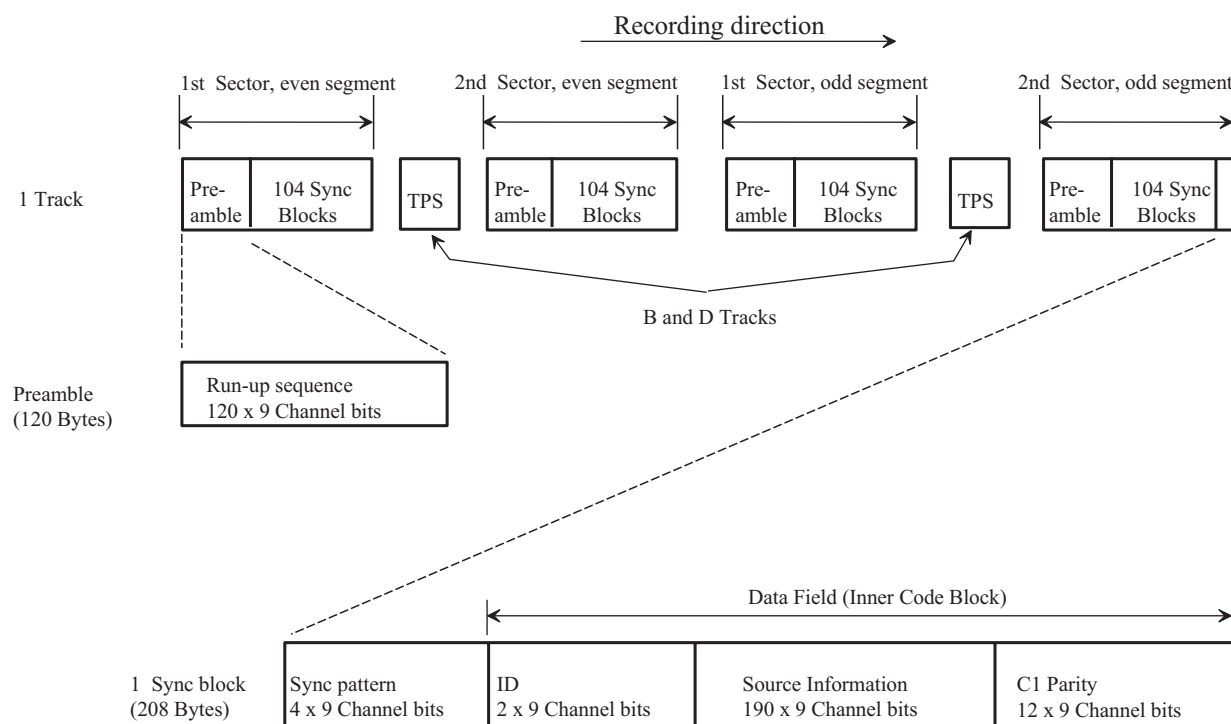 Recording direction
1st Sector, even segment
2nd Sector, even segment
1st Sector, odd segment
2nd Sector, odd segment
1 Track
Pre-
amble
104 Sync
Blocks
TPS
Pre-
amble
104 Sync
Blocks
Pre-
amble
104 Sync
Blocks
TPS
Pre-
amble
104 Sync
Blocks
B and D Tracks
Preamble
(120 Bytes)
Run-up sequence
120 x 9 Channel bits
Data Field (Inner Code Block)
1 Sync block
(208 Bytes)
Sync pattern
4 x 9 Channel bits
ID
2 x 9 Channel bits
Source Information
190 x 9 Channel bits
C1 Parity
12 x 9 Channel bits